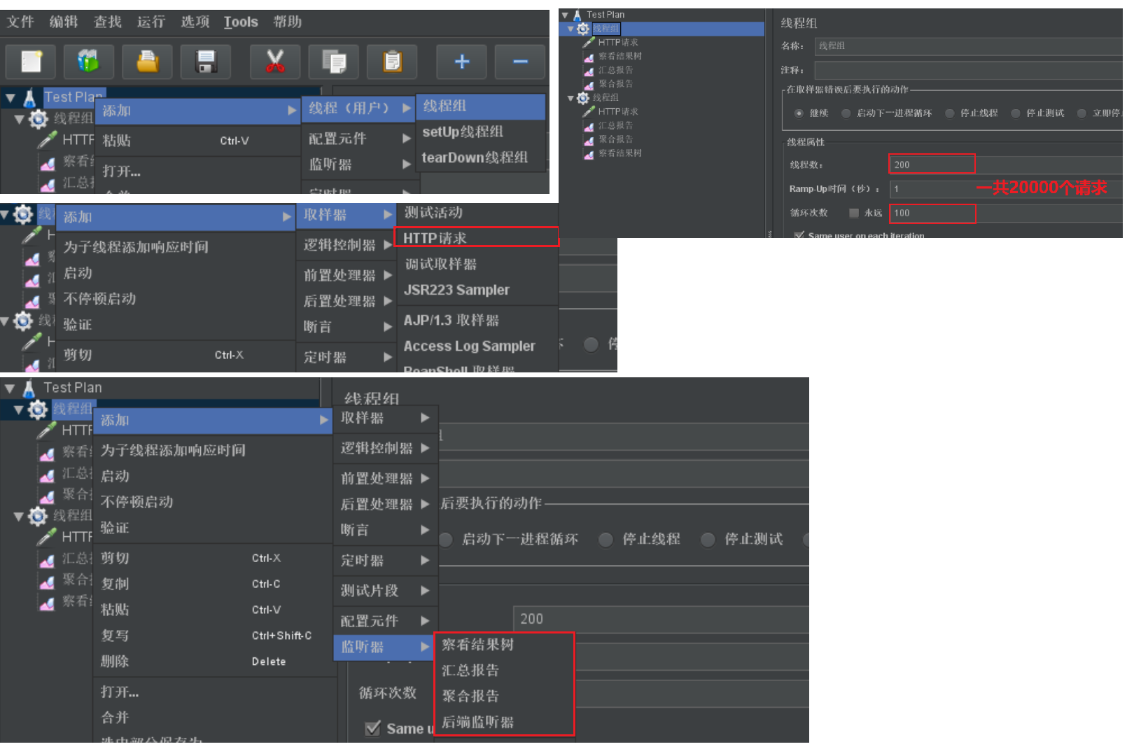 文件 编辑 查找 运行 选项 Tools 帮助
Test Plan
线程组
HTTP
察看
汇总
添加
粘贴 Ctrl-V
打开...
合并
线程（用户）
配置元件
监听器
定时器
线程组
setUp线程组
tearDown线程组
Test Plan
线程组
HTTP请求
察看结果树
汇总报告
聚合报告
线程组
HTTP请求
汇总报告
聚合报告
察看结果树
线程组
名称： 线程组
注释：
在取样器错误后要执行的动作
继续 启动下一进程循环 停止线程 停止测试 立即停
线程属性
线程数： 200
Ramp-Up时间（秒）： 1
一共20000个请求
循环次数 永远 100
Same user on each iteration
添加
为子线程添加响应时间
启动
不停顿启动
验证
剪切 Ctrl-X
取样器
逻辑控制器
前置处理器
后置处理器
断言
定时器
测试活动
HTTP请求
调试取样器
JSR223 Sampler
AJP/1.3 取样器
Access Log Sampler
BeanShell 取样器
Test Plan
线程组
HTTP
察看
汇总
聚合
线程组
HTTP
汇总
聚合
察看
添加
为子线程添加响应时间
启动
不停顿启动
验证
剪切 Ctrl-X
复制 Ctrl-C
粘贴 Ctrl-V
复写 Ctrl+Shift-C
删除 Delete
打开...
合并
选中部分保存为
线程组
取样器
逻辑控制器
前置处理器
后置处理器
断言
定时器
测试片段
配置元件
监听器
察看结果树
汇总报告
聚合报告
后端监听器
后要执行的动作
启动下一进程循环 停止线程 停止测试
200
循环次数
Same u